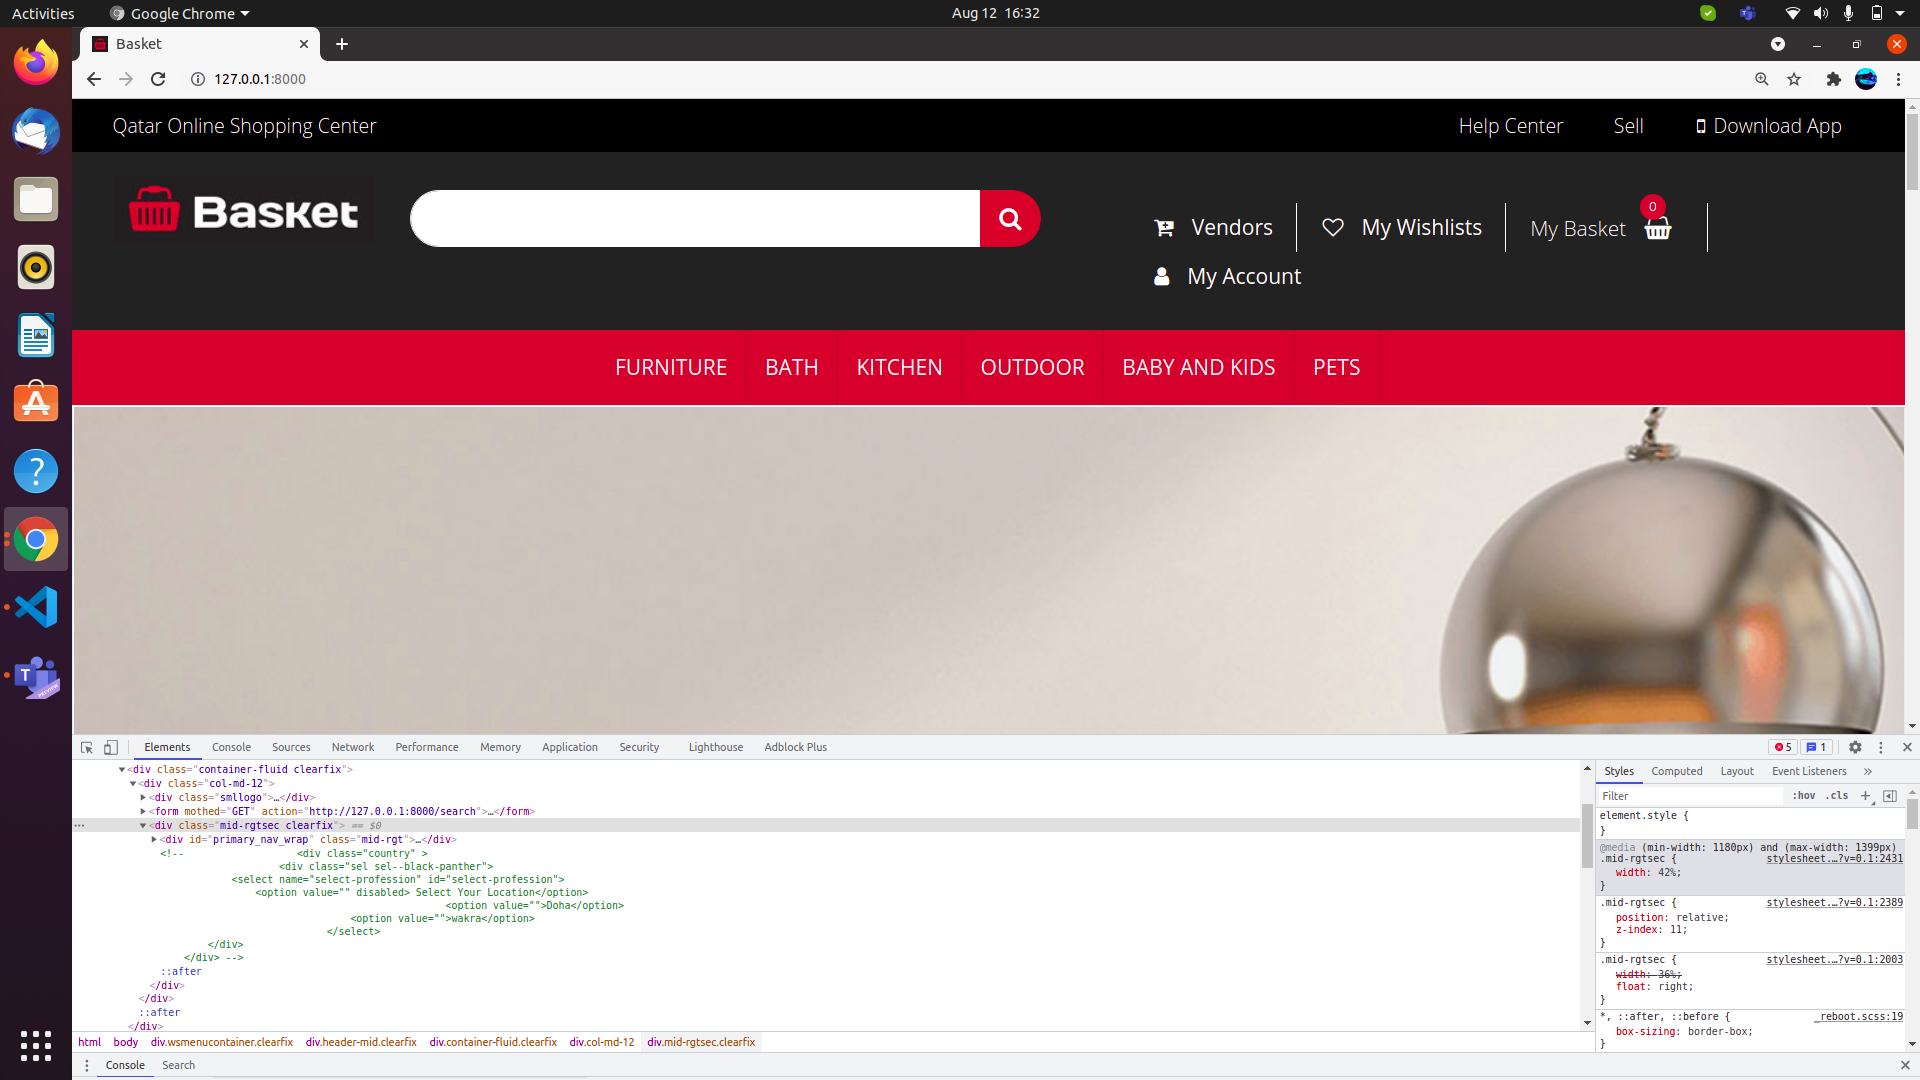 Activities Google Chrome Aug 12 16:32
Basket
127.0.0.1:8000
Qatar Online Shopping Center Help Center Sell Download App
Basket
Vendors My Wishlists My Basket 0
My Account
FURNITURE BATH KITCHEN OUTDOOR BABY AND KIDS PETS
Elements Console Sources Network Performance Memory Application Security Lighthouse Adblock Plus 5 1
<div class="container-fluid clearfix">
<div class="col-md-12">
<div class="smllogo">…</div>
<form mothed="GET" action="http://127.0.0.1:8000/search">…</form>
<div class="mid-rgtsec clearfix"> == $0
<div id="primary_nav_wrap" class="mid-rgt">…</div>
<!-- <div class="country" >
<div class="sel sel--black-panther">
<select name="select-profession" id="select-profession">
<option value="" disabled> Select Your Location</option>
<option value="">Doha</option>
<option value="">wakra</option>
</select>
</div>
</div> -->
::after
</div>
</div>
::after
</div>
html body div.wsmenucontainer.clearfix div.header-mid.clearfix div.container-fluid.clearfix div.col-md-12 div.mid-rgtsec.clearfix
Styles Computed Layout Event Listeners »
Filter :hov .cls +
element.style {
}
@media (min-width: 1180px) and (max-width: 1399px)
.mid-rgtsec { stylesheet.…?v=0.1:2431
width: 42%;
}
.mid-rgtsec { stylesheet.…?v=0.1:2389
position: relative;
z-index: 11;
}
.mid-rgtsec { stylesheet.…?v=0.1:2003
width: 36%;
float: right;
}
*, ::after, ::before { _reboot.scss:19
box-sizing: border-box;
}
Console Search